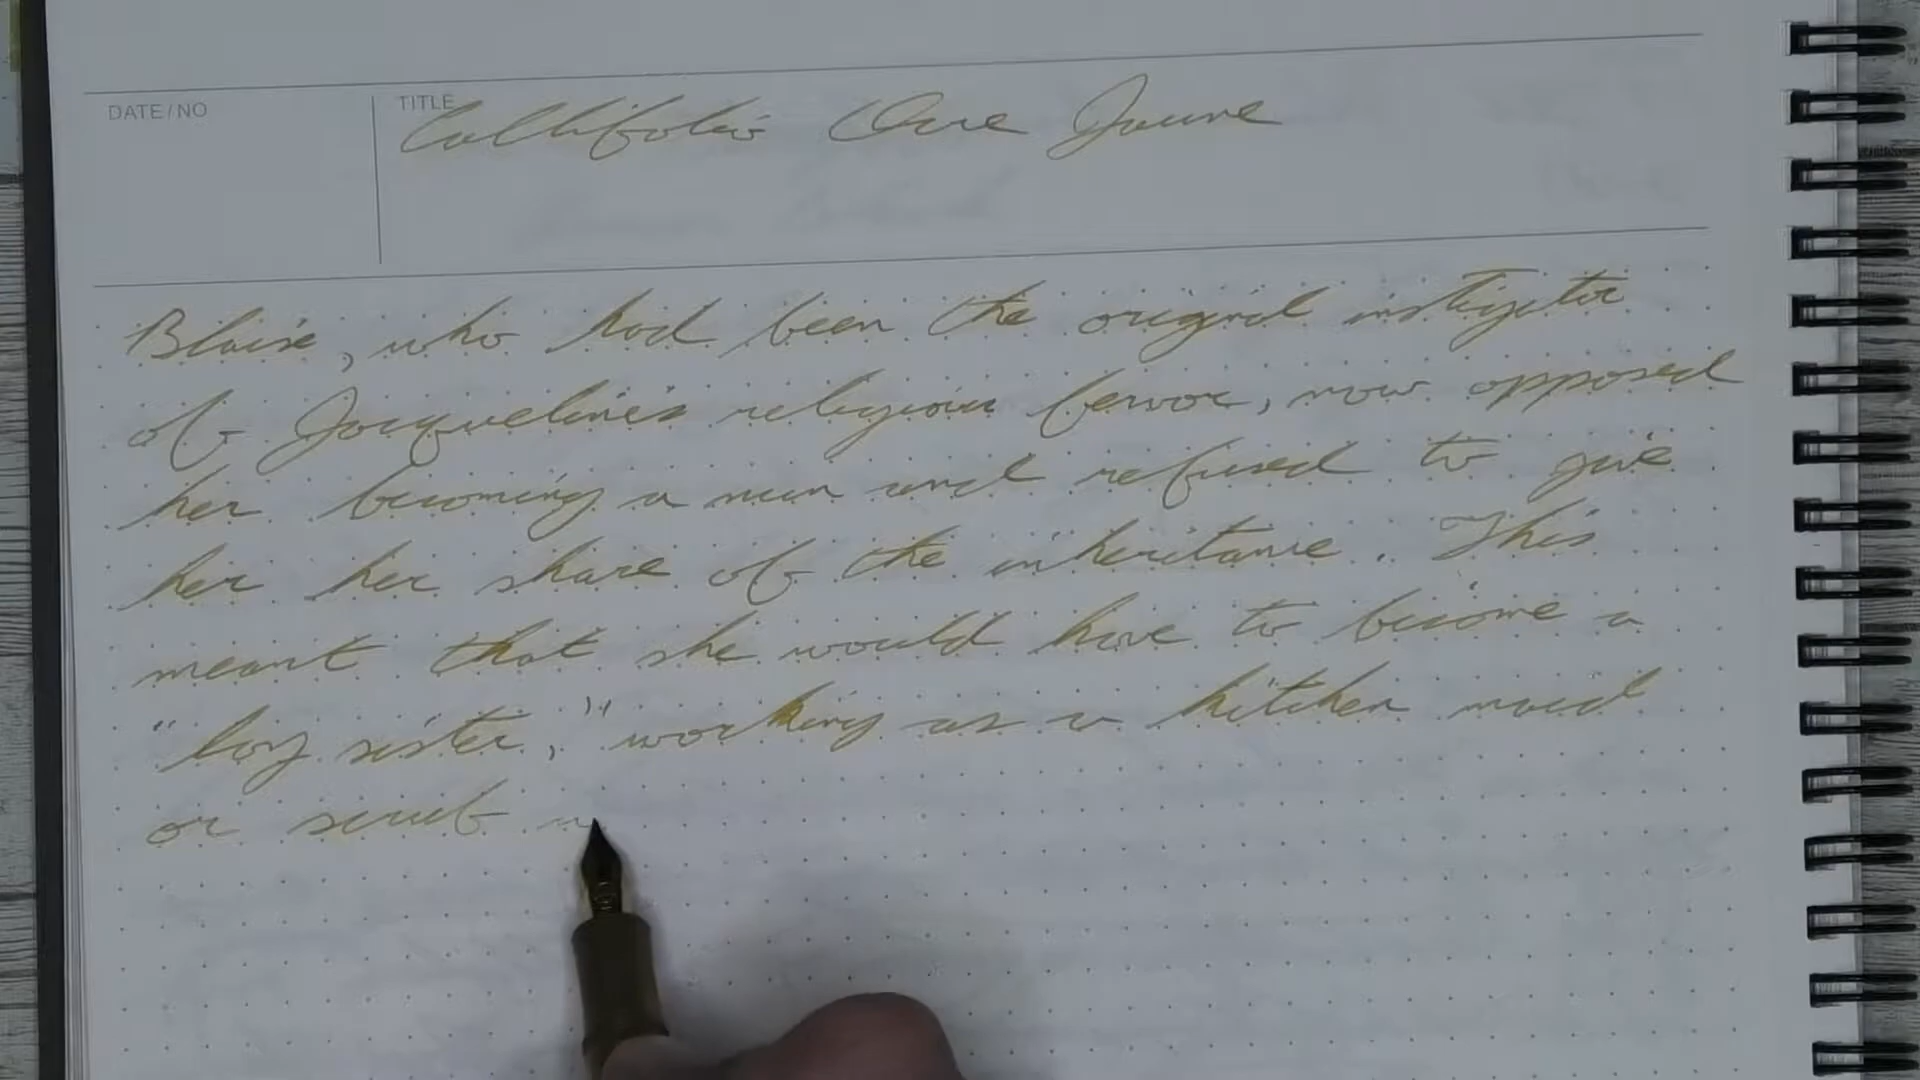 DATE/NO
TITLE
Callifolio Ocre Jaune
Blaise, who had been the original instigator
of Jacqueline's religious fervor, now opposed
her becoming a nun and refused to give
her her share of the inheritance. This
meant that she would have to become a
"lay sister," working as a kitchen maid
or scrub